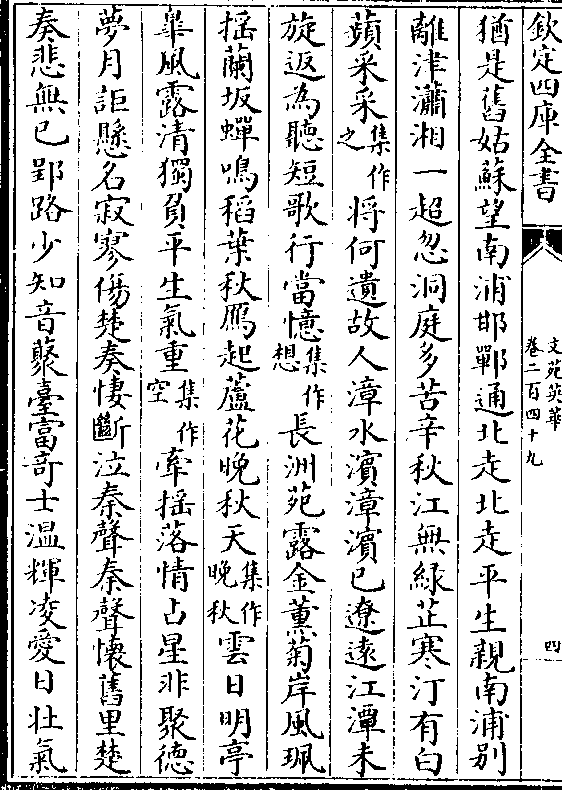 欽定四庫全書
文苑英華
卷二百四十九
四
猶是舊姑蘇望南浦邯鄲通北走北走平生親南浦别
離津瀟湘一超忽洞庭多苦辛秋江無緑芷寒汀有白
蘋采采集作之將何遺故人漳水濱漳濱已遼遠江潭未
旋返為聽短歌行當憶集作想長洲苑露金薫菊岸風珮
揺蘭坂蟬鳴稻葉秋鴈起蘆花晚秋天集作晚秋雲日明亭
臯風露清獨負平生氣重集作空牽揺落情占星非聚徳
夢月詎懸名寂寥傷楚奏悽斷泣秦聲秦聲懐舊里楚
奏悲無已郢路少知音藂臺富竒士温輝凌愛日壮氣